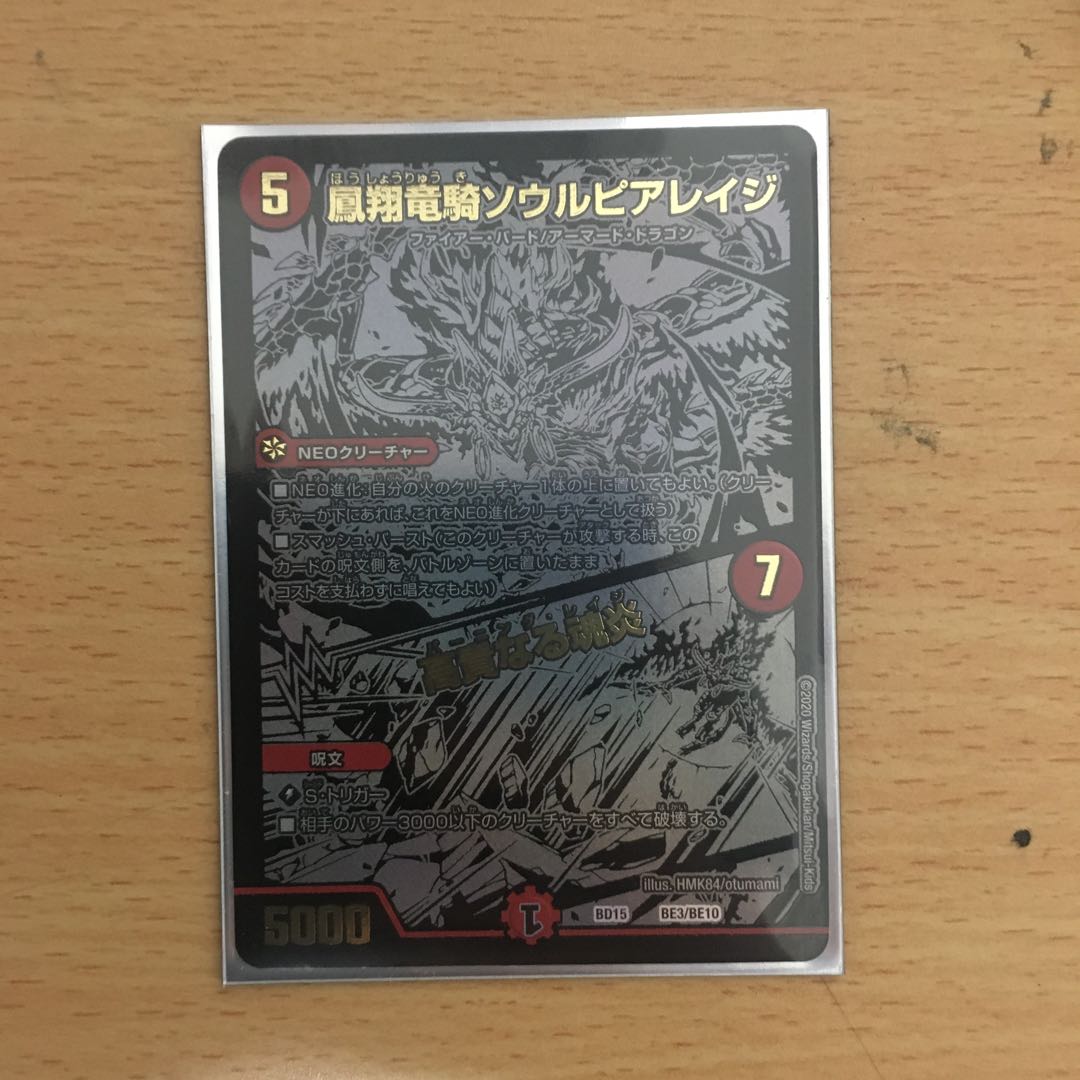 5
ほうしょうりゅうき
鳳翔竜騎ソウルピアレイジ
ファイアー・バード/アーマード・ドラゴン
NEOクリーチャー
■NEO進化:自分の火のクリーチャー1体の上に置いてもよい。(クリー
チャーが下にあれば、これをNEO進化クリーチャーとして扱う)
■スマッシュ・バースト(このクリーチャーが攻撃する時、この
カードの呪文側を、バトルゾーンに置いたまま
コストを支払わずに唱えてもよい)
7
高貴なる魂炎
呪文
S・トリガー
■相手のパワー3000以下のクリーチャーをすべて破壊する。
illus. HMK84/otumami
5000
1
BD15
BE3/BE10
©2020 Wizards/Shogakukan/Mitsui-Kids